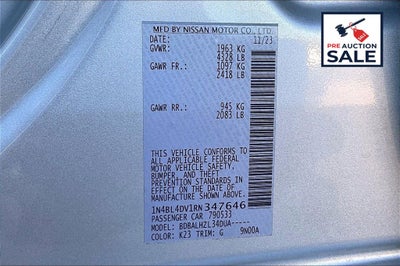 MFD BY NISSAN MOTOR CO., LTD.
DATE: 11/23
GVWR: 1963 KG
4328 LB
GAWR FR.: 1097 KG
2418 LB
GAWR RR.: 945 KG
2083 LB
THIS VEHICLE CONFORMS TO
ALL APPLICABLE FEDERAL
MOTOR VEHICLE SAFETY,
BUMPER, AND THEFT
PREVENTION STANDARDS IN
EFFECT ON THE DATE OF
MANUFACTURE SHOWN ABOVE.
1N4BL4DV1RN347646
PASSENGER CAR 790533
MODEL: BDBALHZL34DUA-----
COLOR: K23 TRIM: G 9N00A
PRE AUCTION
SALE